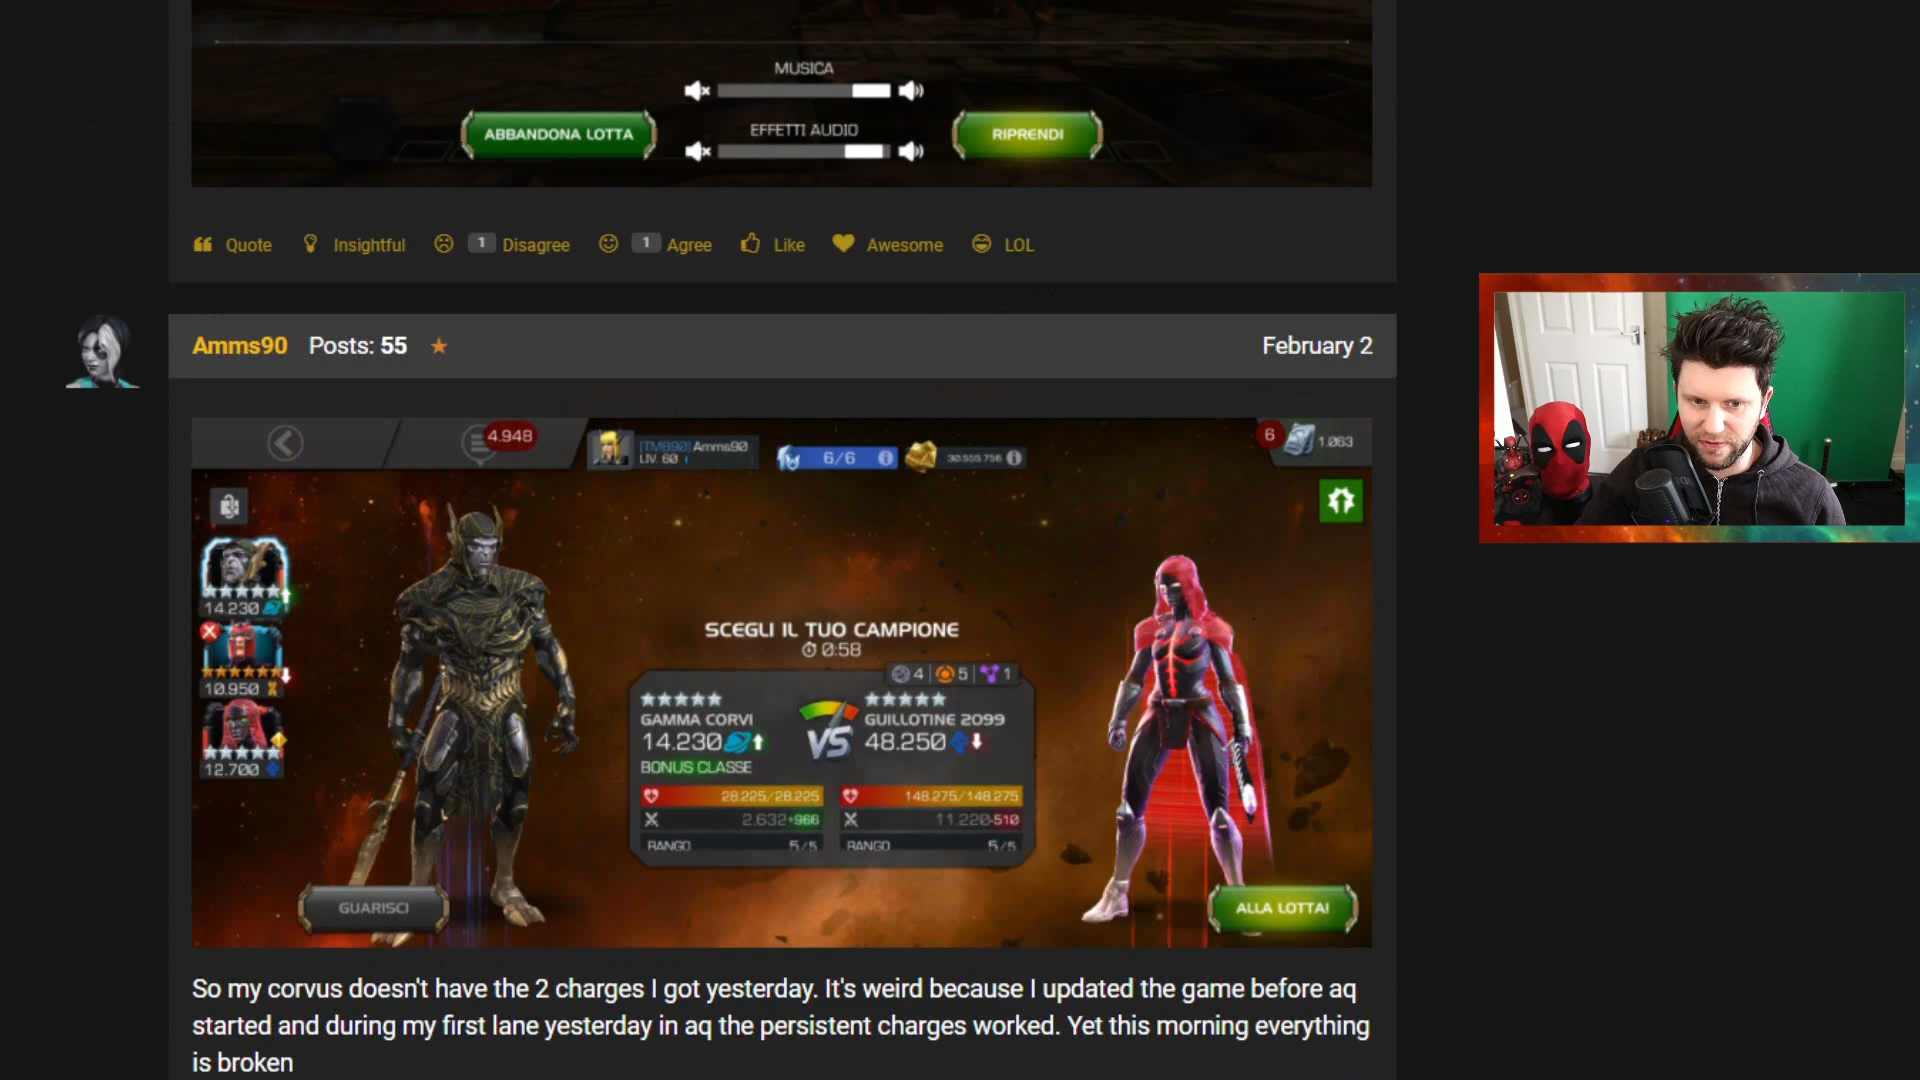 MUSICA
ABBANDONA LOTTA
EFFETTI AUDIO
RIPRENDI
Quote Insightful 1 Disagree 1 Agree Like Awesome LOL
Amms90 Posts: 55 February 2
4.948
[TM890] Amms90
LIV. 60
6/6
30.555.756
6
1.063
14.230
10.950
12.700
SCEGLI IL TUO CAMPIONE
0:58
4 5 1
GAMMA CORVI
14.230
BONUS CLASSE
28.225/28.225
2.632+966
RANGO 5/5
VS
GUILLOTINE 2099
48.250
148.275/148.275
11.220-510
RANGO 5/5
GUARISCI
ALLA LOTTA!
So my corvus doesn't have the 2 charges I got yesterday. It's weird because I updated the game before aq
started and during my first lane yesterday in aq the persistent charges worked. Yet this morning everything
is broken